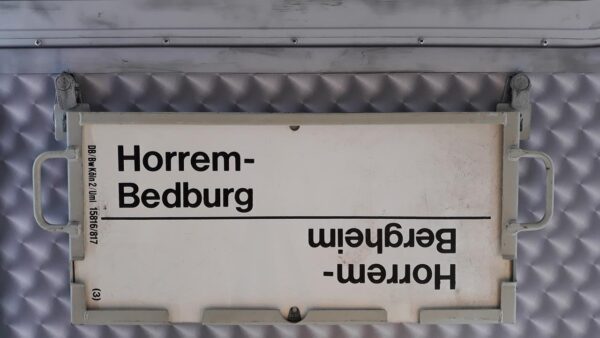 Horrem-
Bedburg
Horrem-
Bergheim
DB/Bw Köln 2/Uml 15816/817
(3)